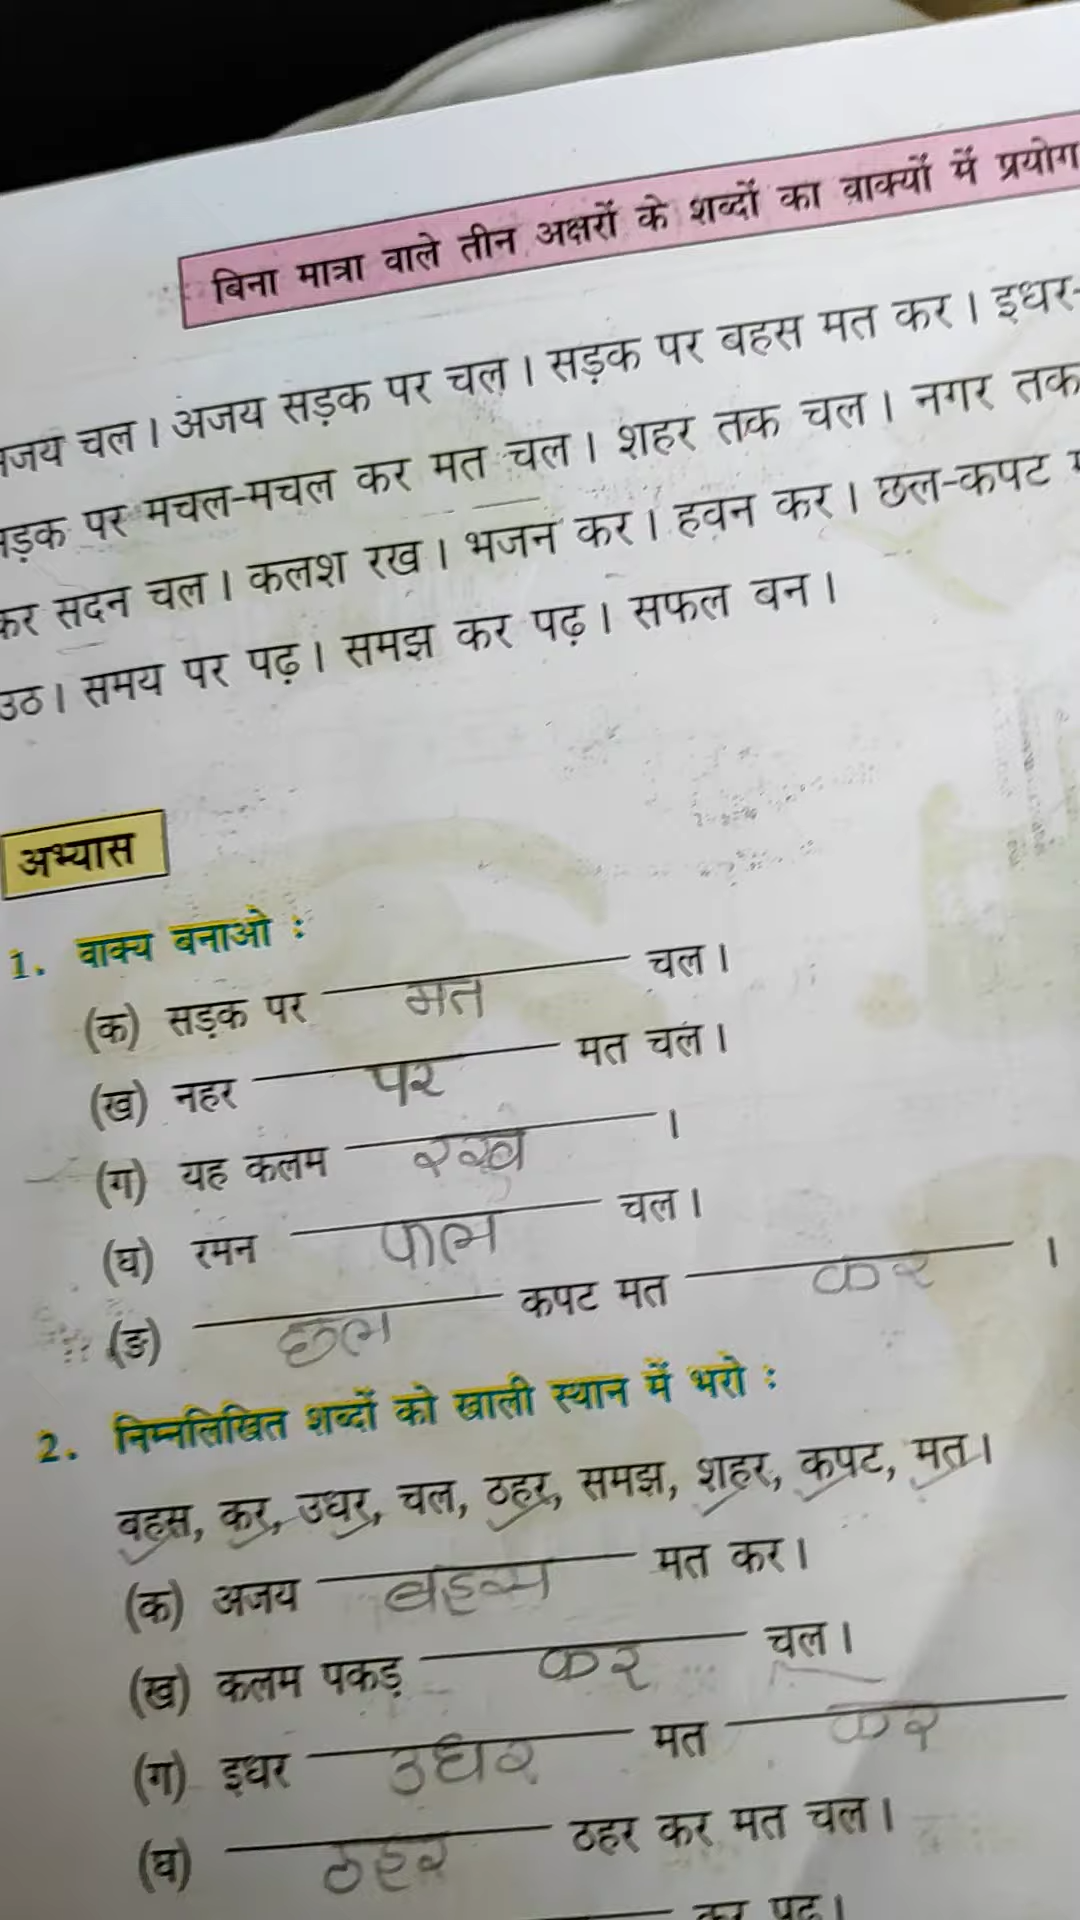 बिना मात्रा वाले तीन अक्षरों के शब्दों का वाक्यों में प्रयोग
चल । अजय सड़क पर चल । सड़क पर बहस मत कर । इधर-
पर मचल-मचल कर मत चल । शहर तक चल । नगर तक
सदन चल । कलश रख । भजन कर । हवन कर । छल-कपट
उठ । समय पर पढ़ । समझ कर पढ़ । सफल बन ।
अभ्यास
1. वाक्य बनाओ :
(क) सड़क पर मत चल ।
(ख) नहर पर मत चल ।
(ग) यह कलम रख ।
(घ) रमन चल ।
(ङ) छल कपट मत कर ।
2. निम्नलिखित शब्दों को खाली स्थान में भरो :
बहस, कर, उधर, चल, ठहर, समझ, शहर, कपट, मत ।
(क) अजय बहस मत कर ।
(ख) कलम पकड़ कर चल ।
(ग) इधर उधर मत कर
(घ) ठहर ठहर कर मत चल ।
कर पढ़ ।